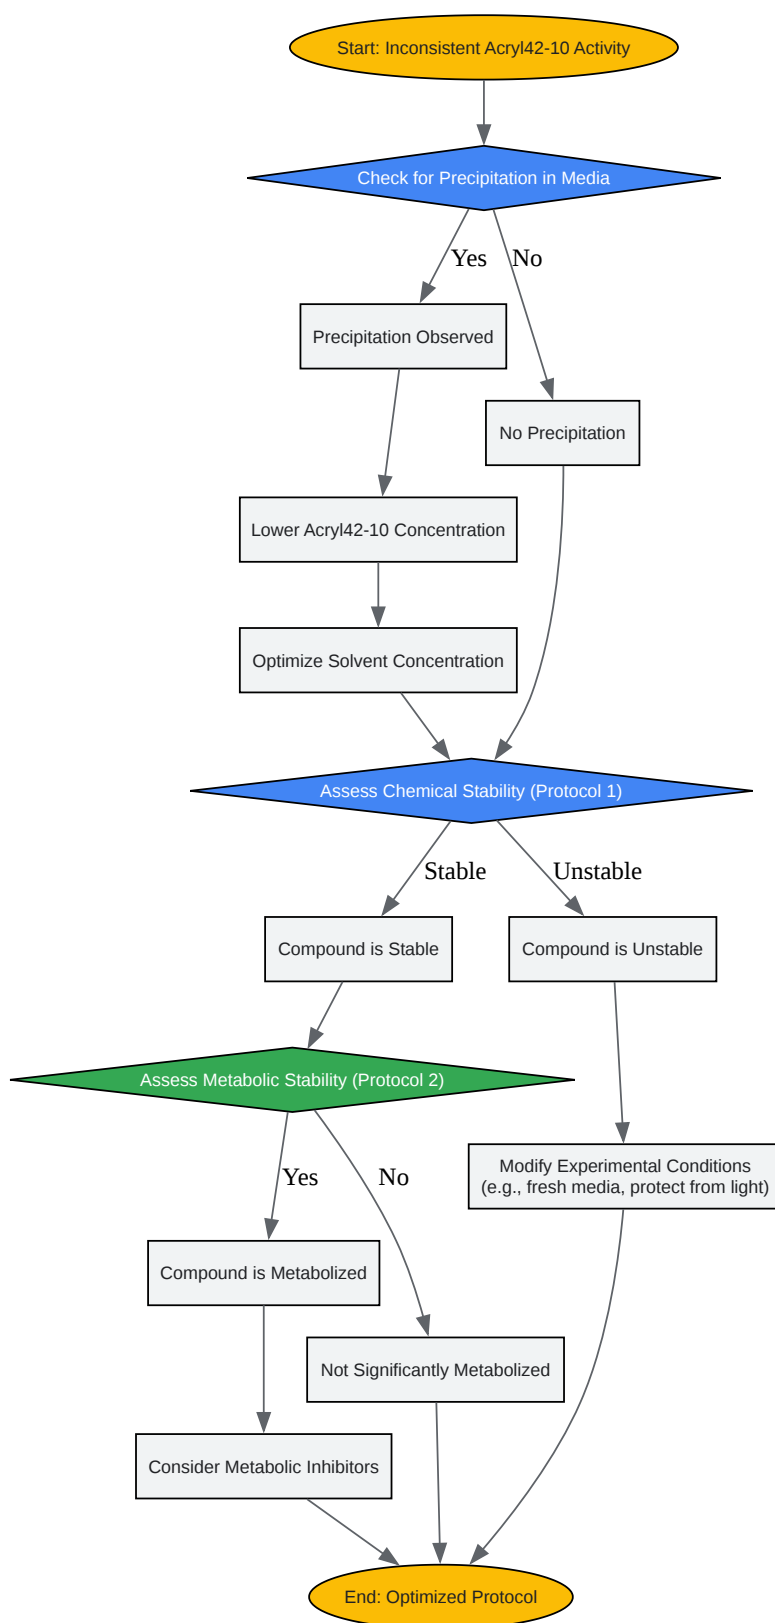 Start: Inconsistent Acryl42-10 Activity
Check for Precipitation in Media
Yes
No
Precipitation Observed
No Precipitation
Lower Acryl42-10 Concentration
Optimize Solvent Concentration
Assess Chemical Stability (Protocol 1)
Stable
Unstable
Compound is Stable
Compound is Unstable
Assess Metabolic Stability (Protocol 2)
Yes
No
Modify Experimental Conditions
(e.g., fresh media, protect from light)
Compound is Metabolized
Not Significantly Metabolized
Consider Metabolic Inhibitors
End: Optimized Protocol